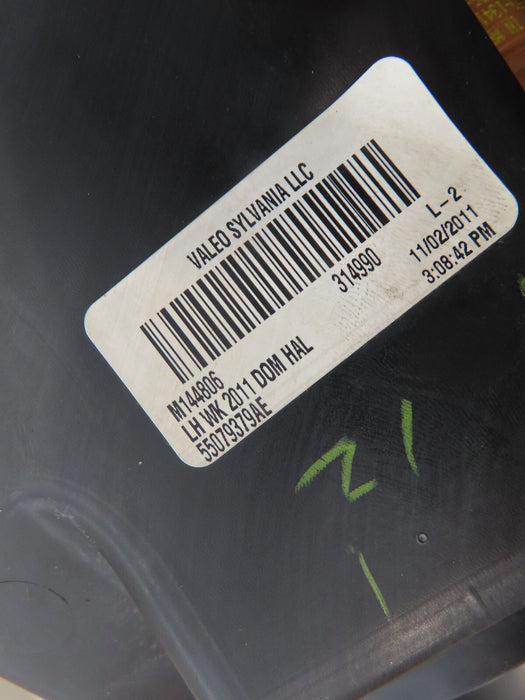 VALEO SYLVANIA LLC
314990
L-2
11/02/2011
3:08:42 PM
M144806
LH WK 2011 DOM HAL
55079379AE